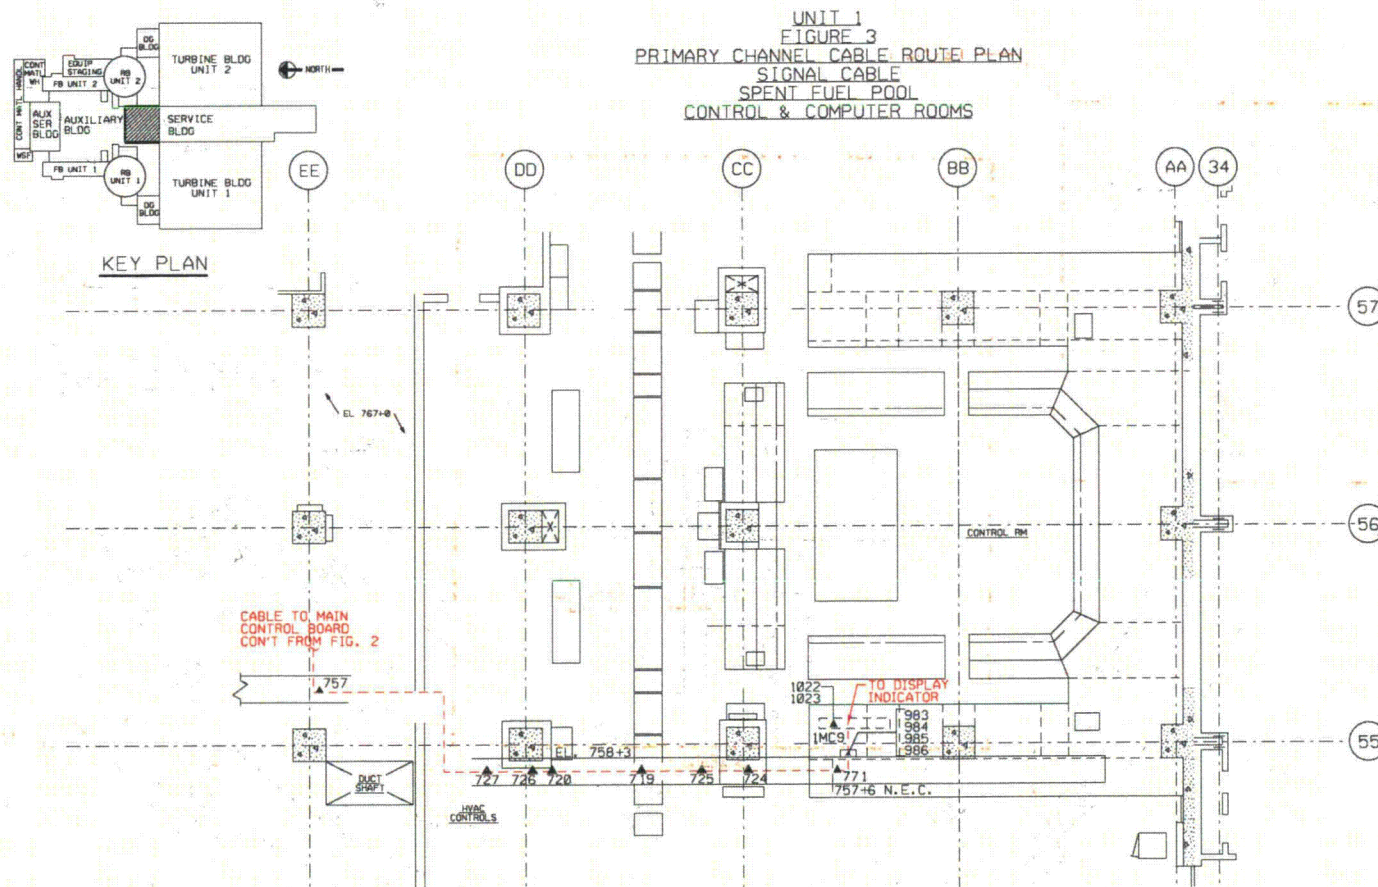 UNIT 1
FIGURE 3
PRIMARY CHANNEL CABLE ROUTE PLAN
SIGNAL CABLE
SPENT FUEL POOL
CONTROL & COMPUTER ROOMS
DG
BLDG
TURBINE BLDG
UNIT 2
CONT
MATL
WH
EQUIP
STAGING
RB
UNIT 2
FB UNIT 2
NORTH
CONT MATL HANDL
AUX
SER
BLDG
AUXILIARY
BLDG
SERVICE
BLDG
WSF
FB UNIT 1
RB
UNIT 1
TURBINE BLDG
UNIT 1
DG
BLDG
KEY PLAN
EE
DD
CC
BB
AA
34
57
EL 767+0
56
CONTROL RM
CABLE TO MAIN
CONTROL BOARD
CON'T FROM FIG. 2
757
1022
1023
TO DISPLAY
INDICATOR
1MC9
983
984
985
986
55
EL. 758+3
727
726
720
719
725
724
771
757+6 N.E.C.
DUCT
SHAFT
HVAC
CONTROLS